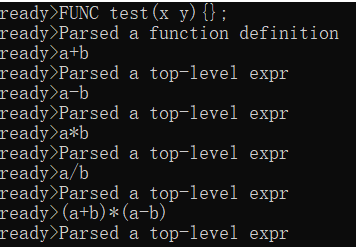 ready>FUNC test(x y){};
ready>Parsed a function definition
ready>a+b
ready>Parsed a top-level expr
ready>a-b
ready>Parsed a top-level expr
ready>a*b
ready>Parsed a top-level expr
ready>a/b
ready>Parsed a top-level expr
ready>(a+b)*(a-b)
ready>Parsed a top-level expr